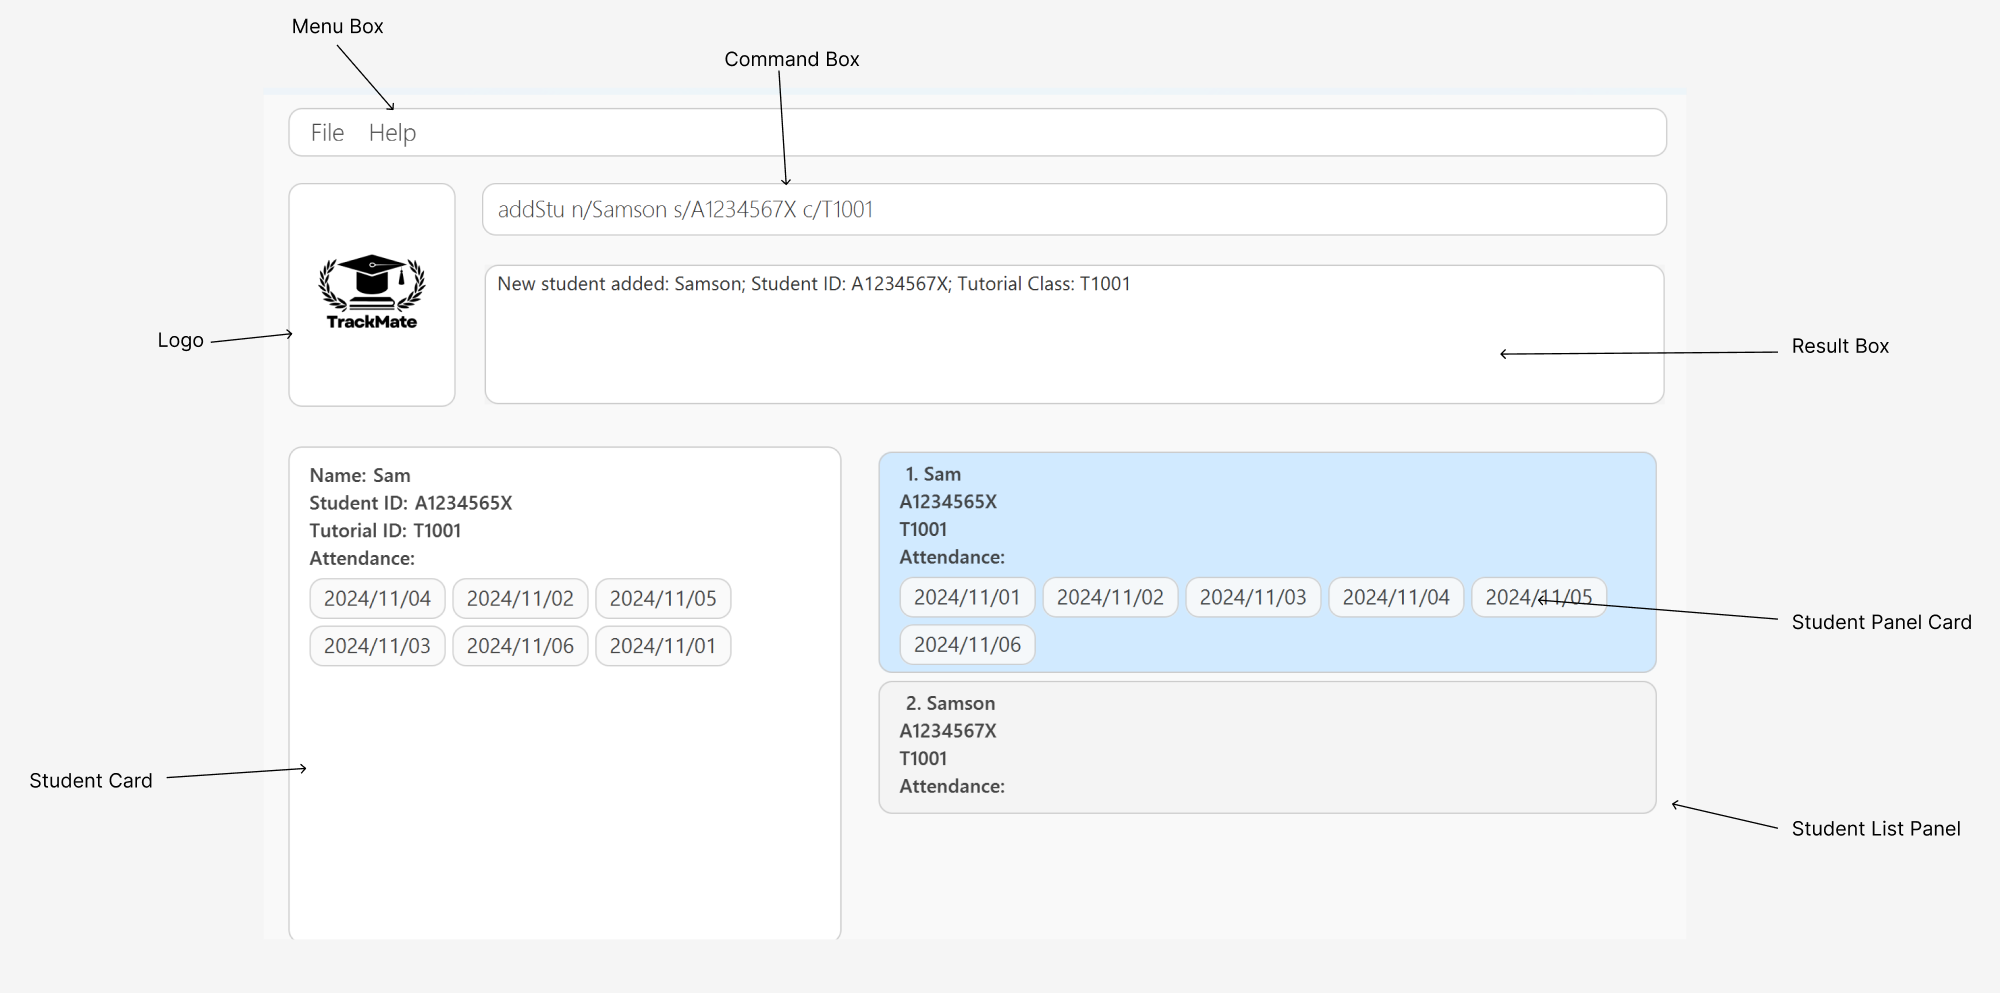 Menu Box
Command Box
File Help
addStu n/Samson s/A1234567X c/T1001
TrackMate
New student added: Samson; Student ID: A1234567X; Tutorial Class: T1001
Logo
Result Box
Name: Sam
Student ID: A1234565X
Tutorial ID: T1001
Attendance:
2024/11/04 2024/11/02 2024/11/05
2024/11/03 2024/11/06 2024/11/01
Student Card
1. Sam
A1234565X
T1001
Attendance:
2024/11/01 2024/11/02 2024/11/03 2024/11/04 2024/11/05
2024/11/06
Student Panel Card
2. Samson
A1234567X
T1001
Attendance:
Student List Panel